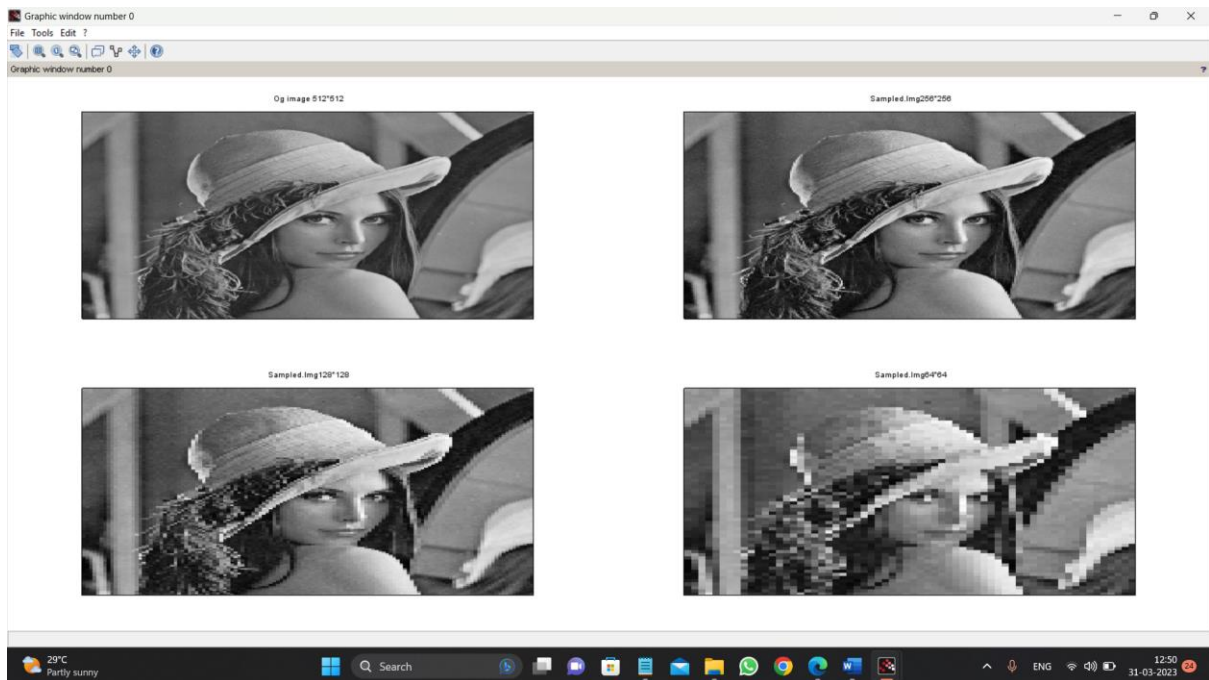 Graphic window number 0
File Tools Edit ?
Graphic window number 0
?
Og image 512*512
Sampled.Img256*256
Sampled.Img128*128
Sampled.Img64*64
29°C
Partly sunny
Search
ENG
12:50
31-03-2023
24